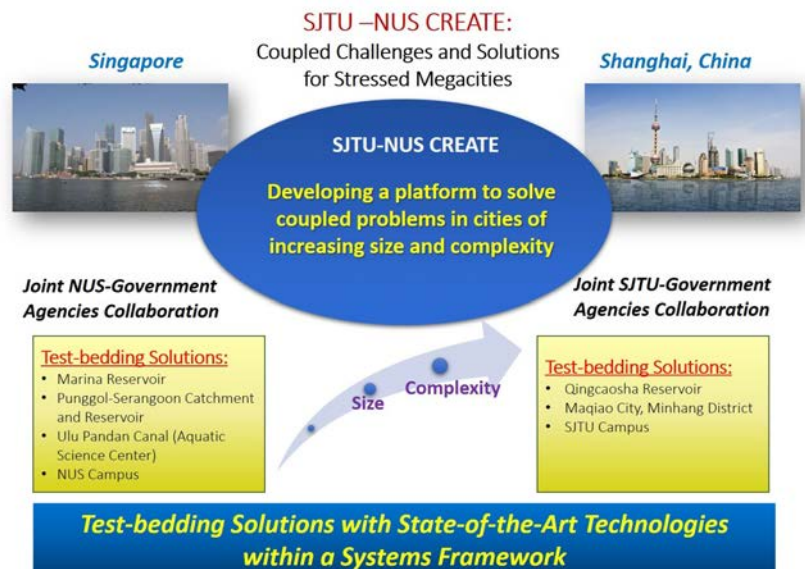 SJTU –NUS CREATE:
Coupled Challenges and Solutions
for Stressed Megacities
Singapore
Shanghai, China
SJTU-NUS CREATE
Developing a platform to solve
coupled problems in cities of
increasing size and complexity
Joint NUS-Government
Agencies Collaboration
Joint SJTU-Government
Agencies Collaboration
Test-bedding Solutions:
• Marina Reservoir
• Punggol-Serangoon Catchment
and Reservoir
• Ulu Pandan Canal (Aquatic
Science Center)
• NUS Campus
Size
Complexity
Test-bedding Solutions:
• Qingcaosha Reservoir
• Maqiao City, Minhang District
• SJTU Campus
Test-bedding Solutions with State-of-the-Art Technologies
within a Systems Framework